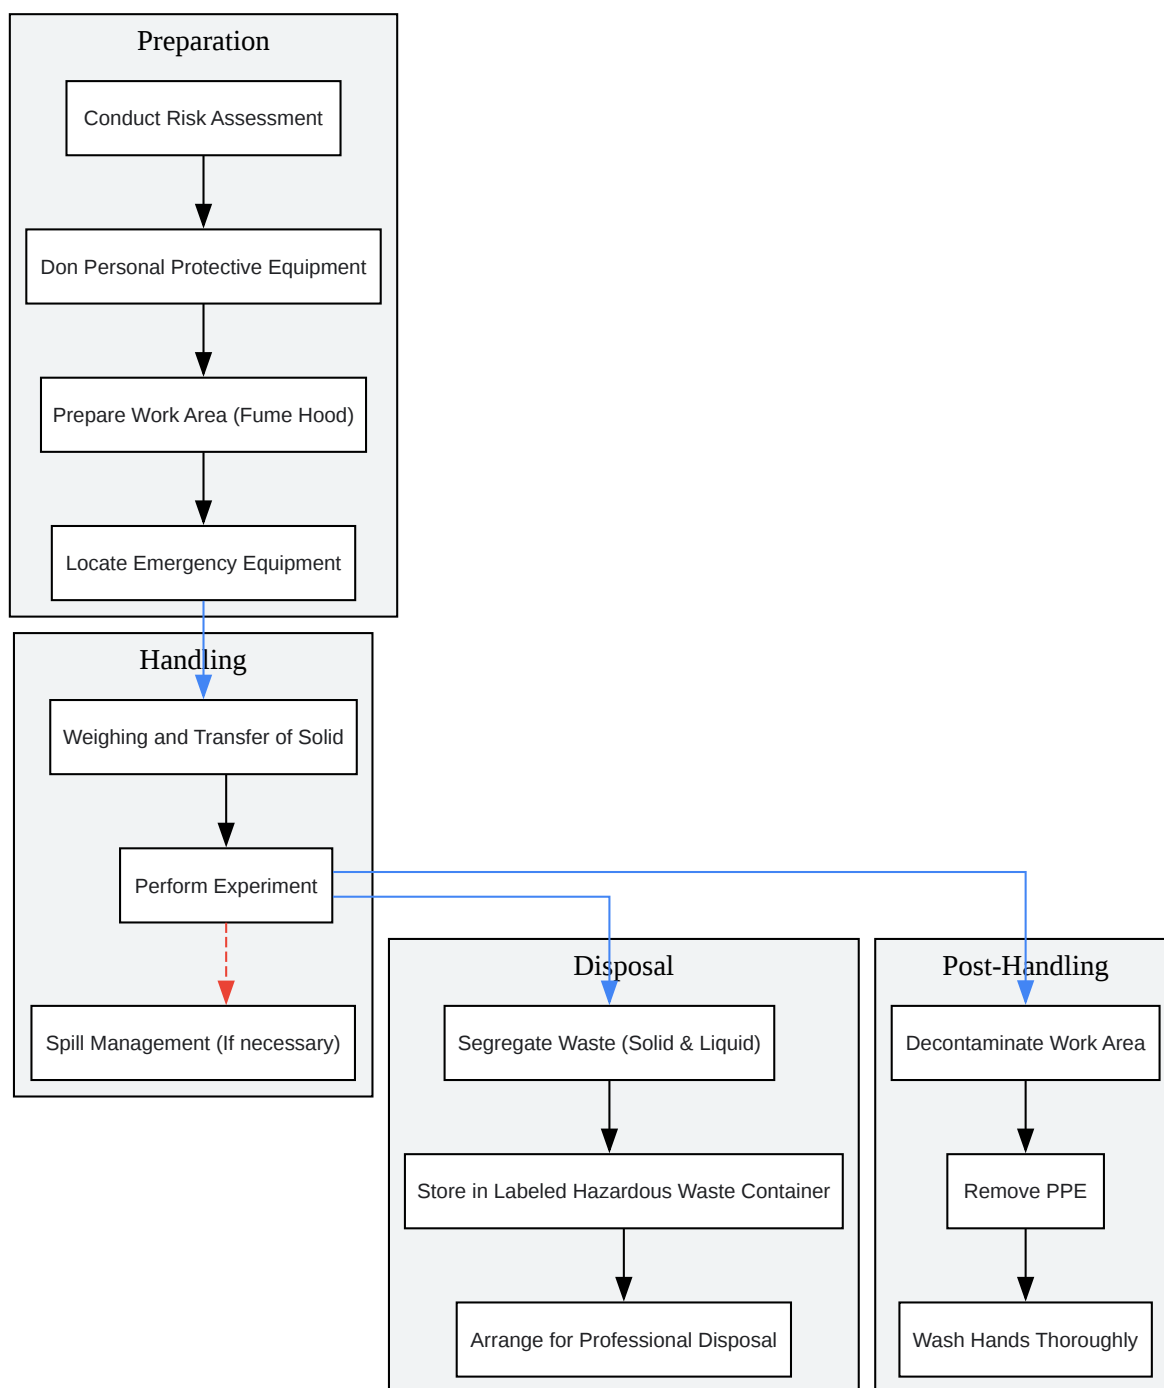 Preparation
Conduct Risk Assessment
Don Personal Protective Equipment
Prepare Work Area (Fume Hood)
Locate Emergency Equipment
Handling
Weighing and Transfer of Solid
Perform Experiment
Spill Management (If necessary)
Disposal
Segregate Waste (Solid & Liquid)
Store in Labeled Hazardous Waste Container
Arrange for Professional Disposal
Post-Handling
Decontaminate Work Area
Remove PPE
Wash Hands Thoroughly